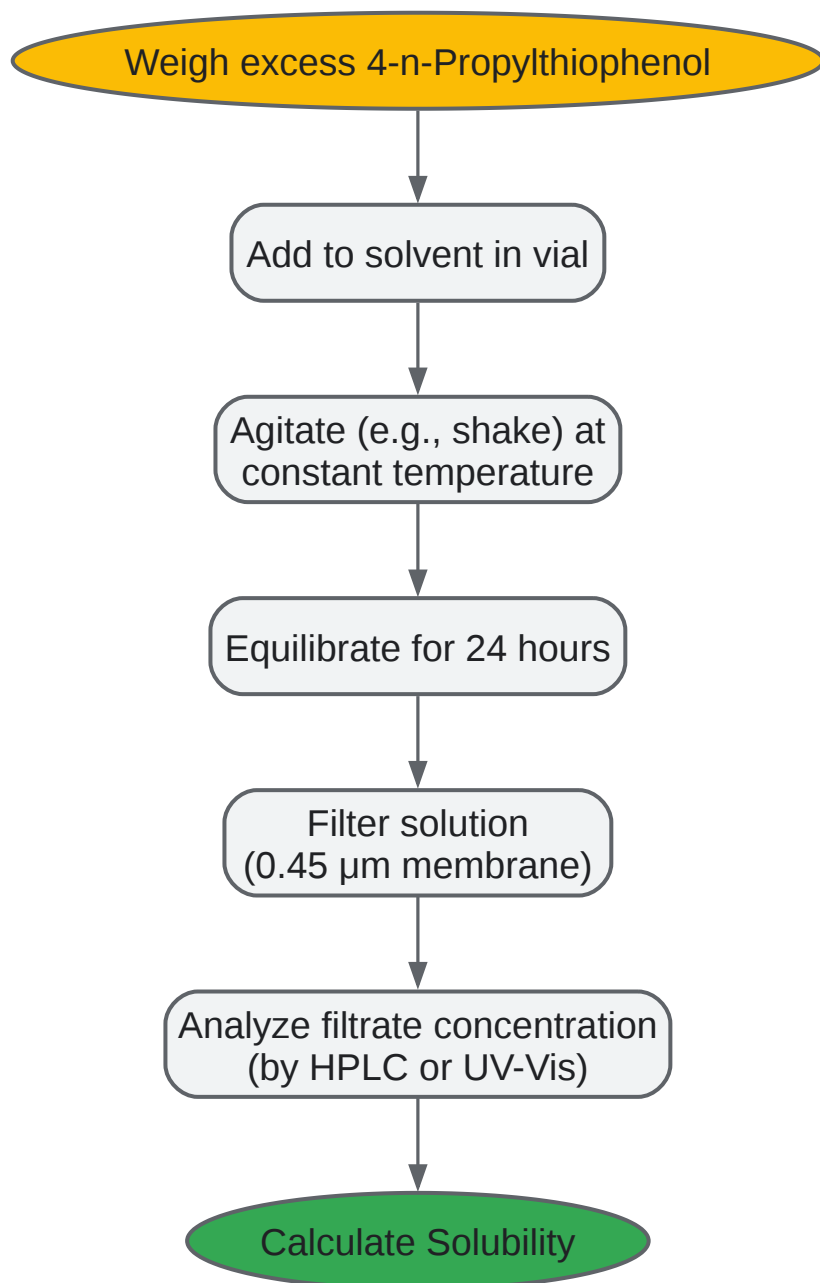 Weigh excess 4-n-Propylthiophenol
Add to solvent in vial
Agitate (e.g., shake) at
constant temperature
Equilibrate for 24 hours
Filter solution
(0.45 µm membrane)
Analyze filtrate concentration
(by HPLC or UV-Vis)
Calculate Solubility